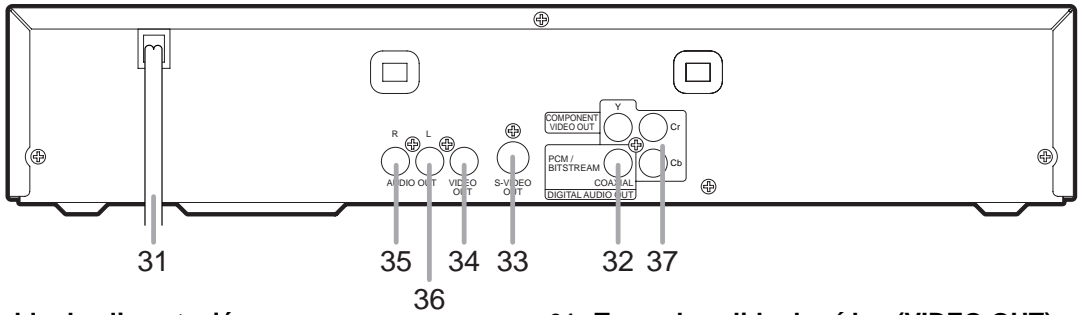 Y
COMPONENT
VIDEO OUT
Cr
R L
PCM /
BITSTREAM
Cb
AUDIO OUT
VIDEO
OUT
S-VIDEO
OUT
COAXIAL
DIGITAL AUDIO OUT
31 35 34 33 32 37
36